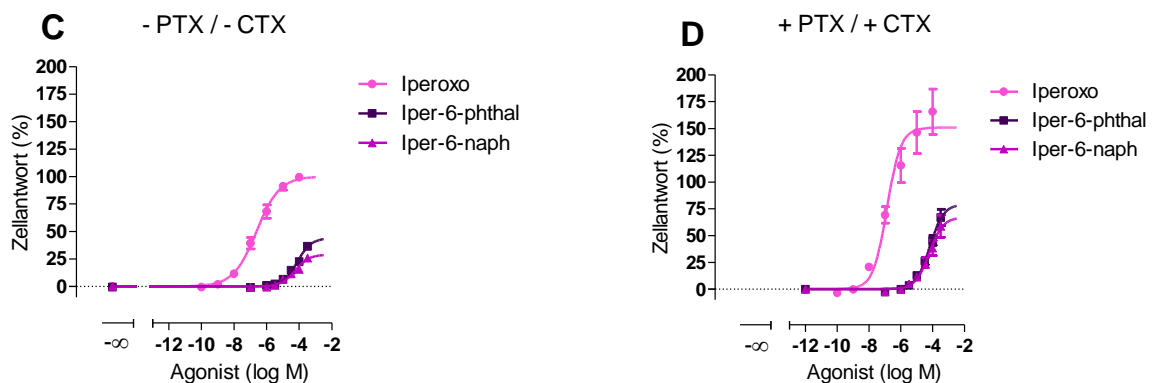 C
- PTX / - CTX
200
175
150
125
100
75
50
25
0
Zellantwort (%)
-∞
-12 -10 -8 -6 -4 -2
Agonist (log M)
Iperoxo
Iper-6-phthal
Iper-6-naph
D
+ PTX / + CTX
200
175
150
125
100
75
50
25
0
Zellantwort (%)
-∞
-12 -10 -8 -6 -4 -2
Agonist (log M)
Iperoxo
Iper-6-phthal
Iper-6-naph